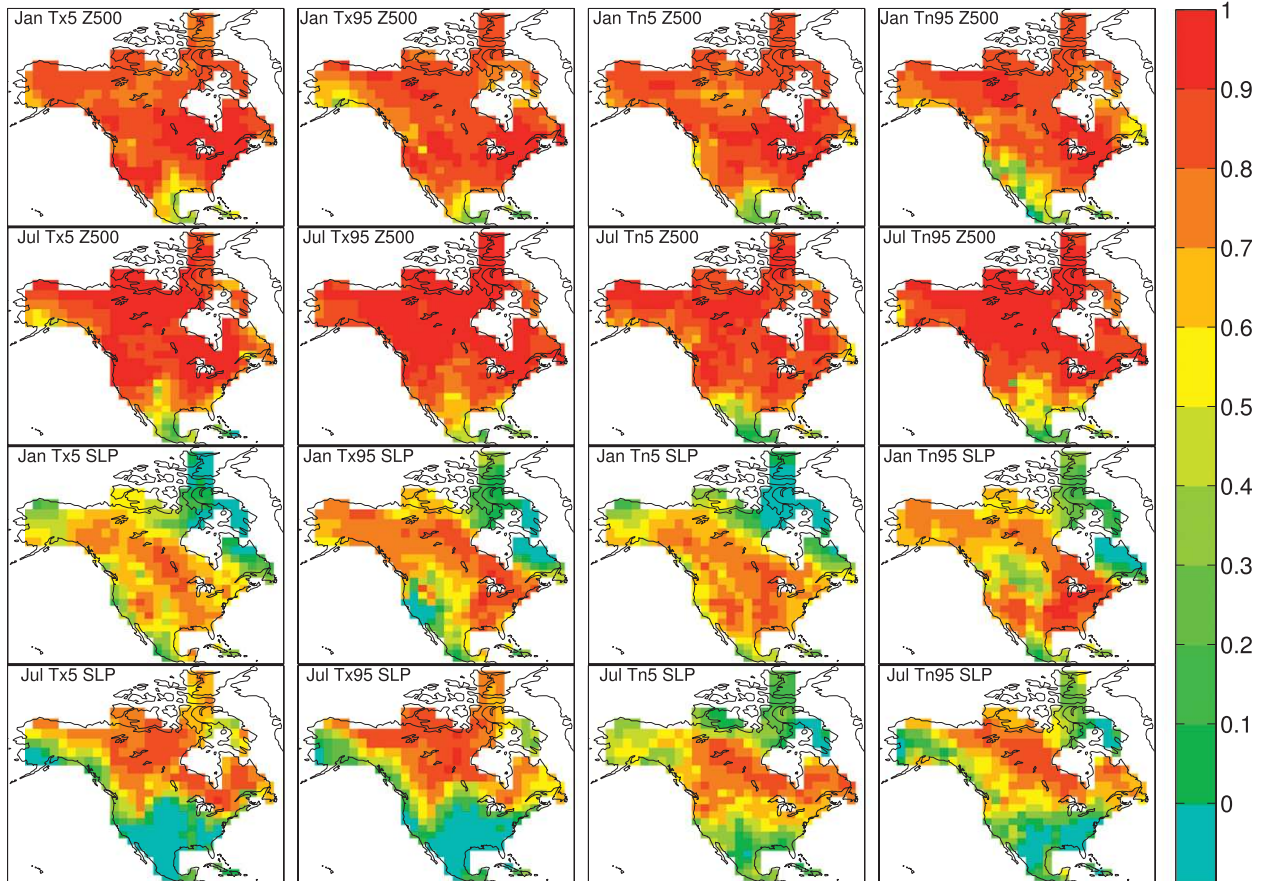 Jan Tx5 Z500
Jan Tx95 Z500
Jan Tn5 Z500
Jan Tn95 Z500
Jul Tx5 Z500
Jul Tx95 Z500
Jul Tn5 Z500
Jul Tn95 Z500
Jan Tx5 SLP
Jan Tx95 SLP
Jan Tn5 SLP
Jan Tn95 SLP
Jul Tx5 SLP
Jul Tx95 SLP
Jul Tn5 SLP
Jul Tn95 SLP
1
0.9
0.8
0.7
0.6
0.5
0.4
0.3
0.2
0.1
0